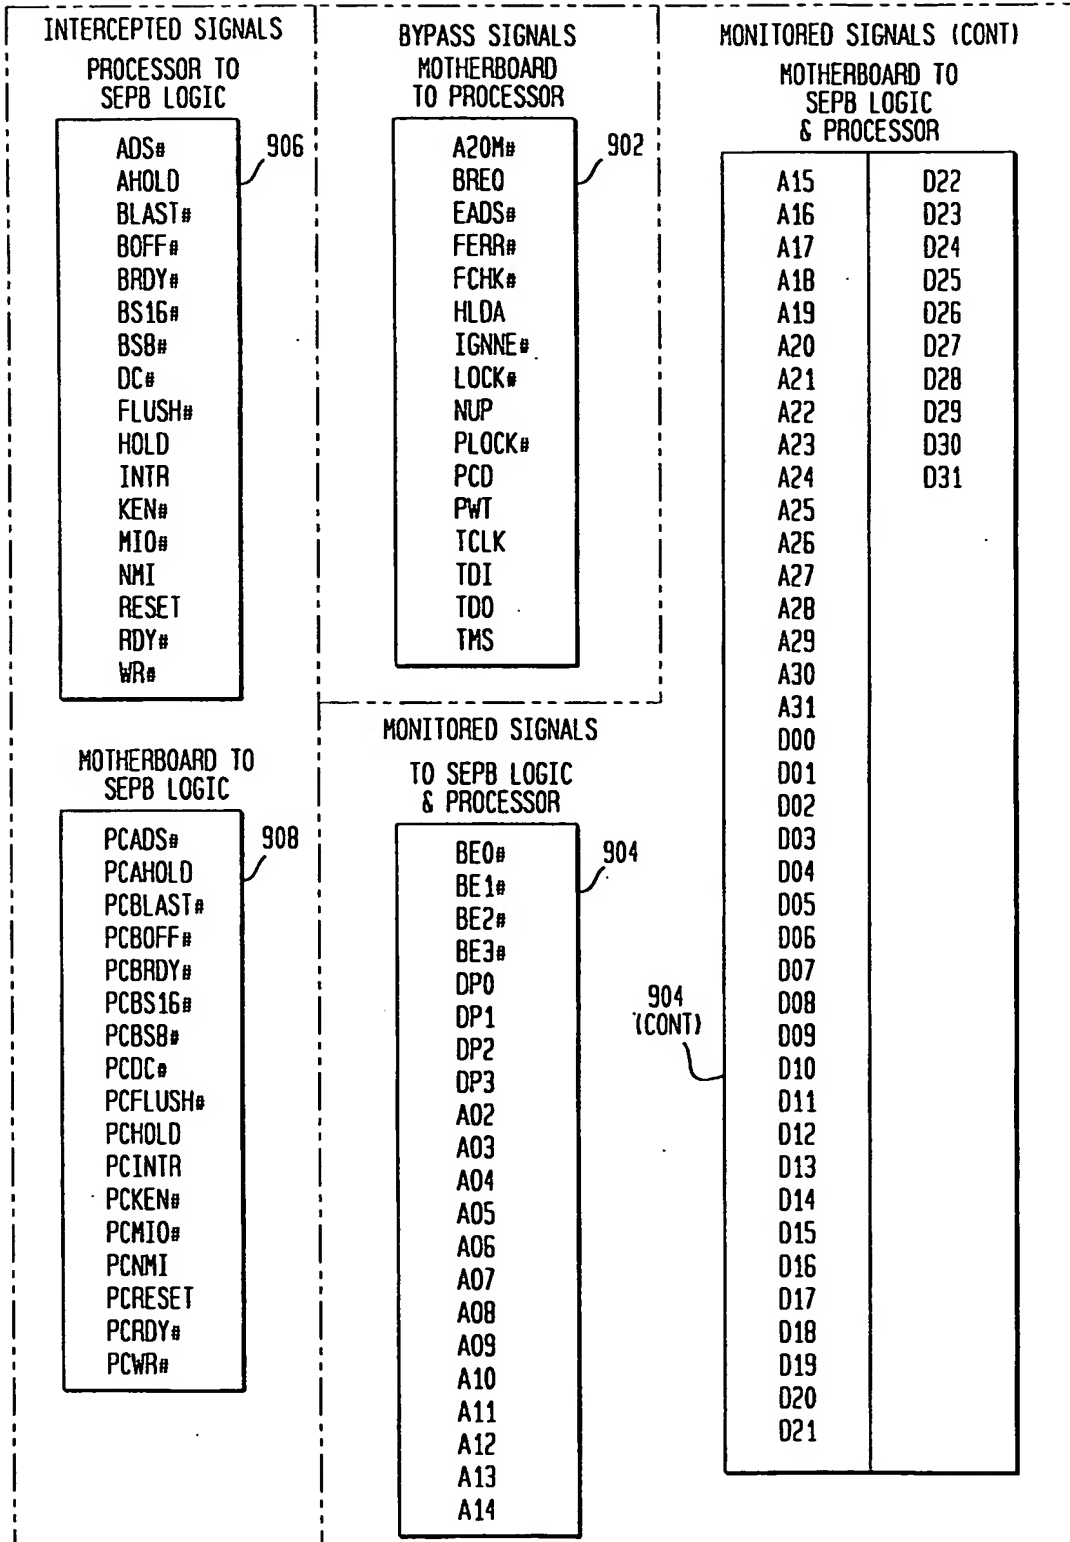 INTERCEPTED SIGNALS
PROCESSOR TO
SEPB LOGIC
906
ADS#
AHOLD
BLAST#
BOFF#
BRDY#
BS16#
BS8#
DC#
FLUSH#
HOLD
INTR
KEN#
MIO#
NMI
RESET
RDY#
WR#
MOTHERBOARD TO
SEPB LOGIC
908
PCADS#
PCAHOLD
PCBLAST#
PCBOFF#
PCBRDY#
PCBS16#
PCBS8#
PCDC#
PCFLUSH#
PCHOLD
PCINTR
PCKEN#
PCMIO#
PCNMI
PCRESET
PCRDY#
PCWR#
BYPASS SIGNALS
MOTHERBOARD
TO PROCESSOR
902
A20M#
BREQ
EADS#
FERR#
FCHK#
HLDA
IGNNE#
LOCK#
NUP
PLOCK#
PCD
PWT
TCLK
TDI
TDO
TMS
MONITORED SIGNALS
TO SEPB LOGIC
& PROCESSOR
904
BE0#
BE1#
BE2#
BE3#
DP0
DP1
DP2
DP3
A02
A03
A04
A05
A06
A07
A08
A09
A10
A11
A12
A13
A14
MONITORED SIGNALS (CONT)
MOTHERBOARD TO
SEPB LOGIC
& PROCESSOR
904
(CONT)
A15
A16
A17
A18
A19
A20
A21
A22
A23
A24
A25
A26
A27
A28
A29
A30
A31
D00
D01
D02
D03
D04
D05
D06
D07
D08
D09
D10
D11
D12
D13
D14
D15
D16
D17
D18
D19
D20
D21
D22
D23
D24
D25
D26
D27
D28
D29
D30
D31